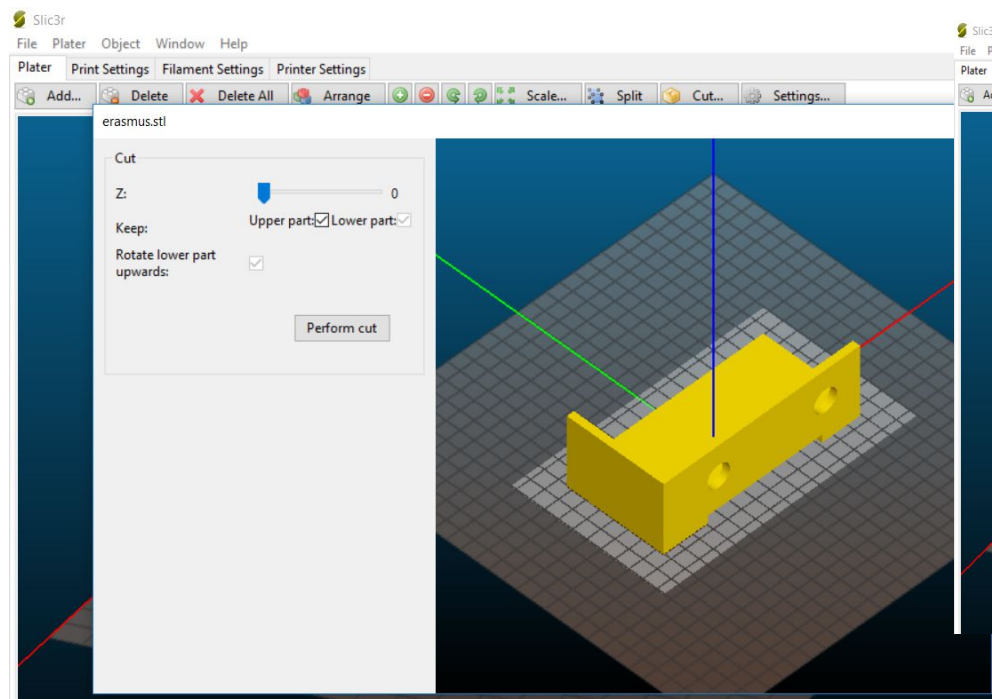 Slic3r
File Plater Object Window Help
Plater Print Settings Filament Settings Printer Settings
Add... Delete Delete All Arrange Scale... Split Cut... Settings...
erasmus.stl
Cut
Z: 0
Keep: Upper part: Lower part:
Rotate lower part
upwards:
Perform cut
File
Plater